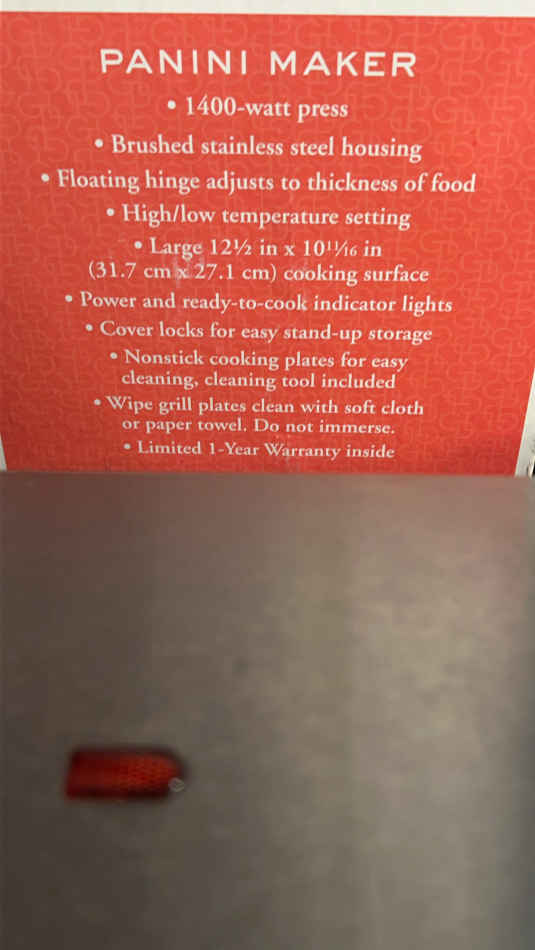 PANINI MAKER
• 1400-watt press
• Brushed stainless steel housing
• Floating hinge adjusts to thickness of food
• High/low temperature setting
• Large 12½ in x 10¹¹⁄₁₆ in
(31.7 cm x 27.1 cm) cooking surface
• Power and ready-to-cook indicator lights
• Cover locks for easy stand-up storage
• Nonstick cooking plates for easy
cleaning, cleaning tool included
• Wipe grill plates clean with soft cloth
or paper towel. Do not immerse.
• Limited 1-Year Warranty inside